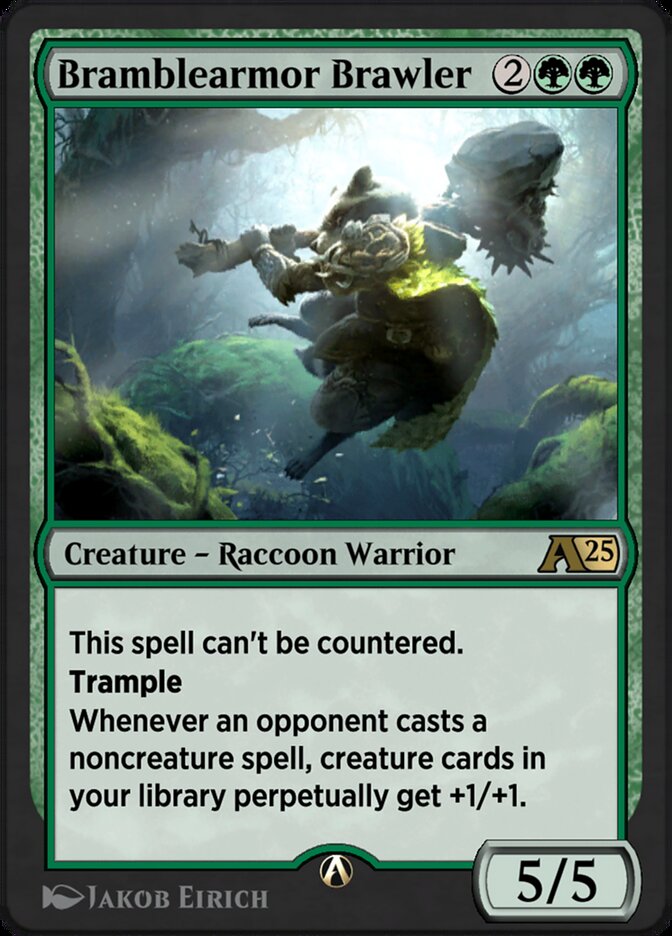 Bramblearmor Brawler 2
Creature – Raccoon Warrior A25
This spell can't be countered.
Trample
Whenever an opponent casts a
noncreature spell, creature cards in
your library perpetually get +1/+1.
Jakob Eirich
5/5